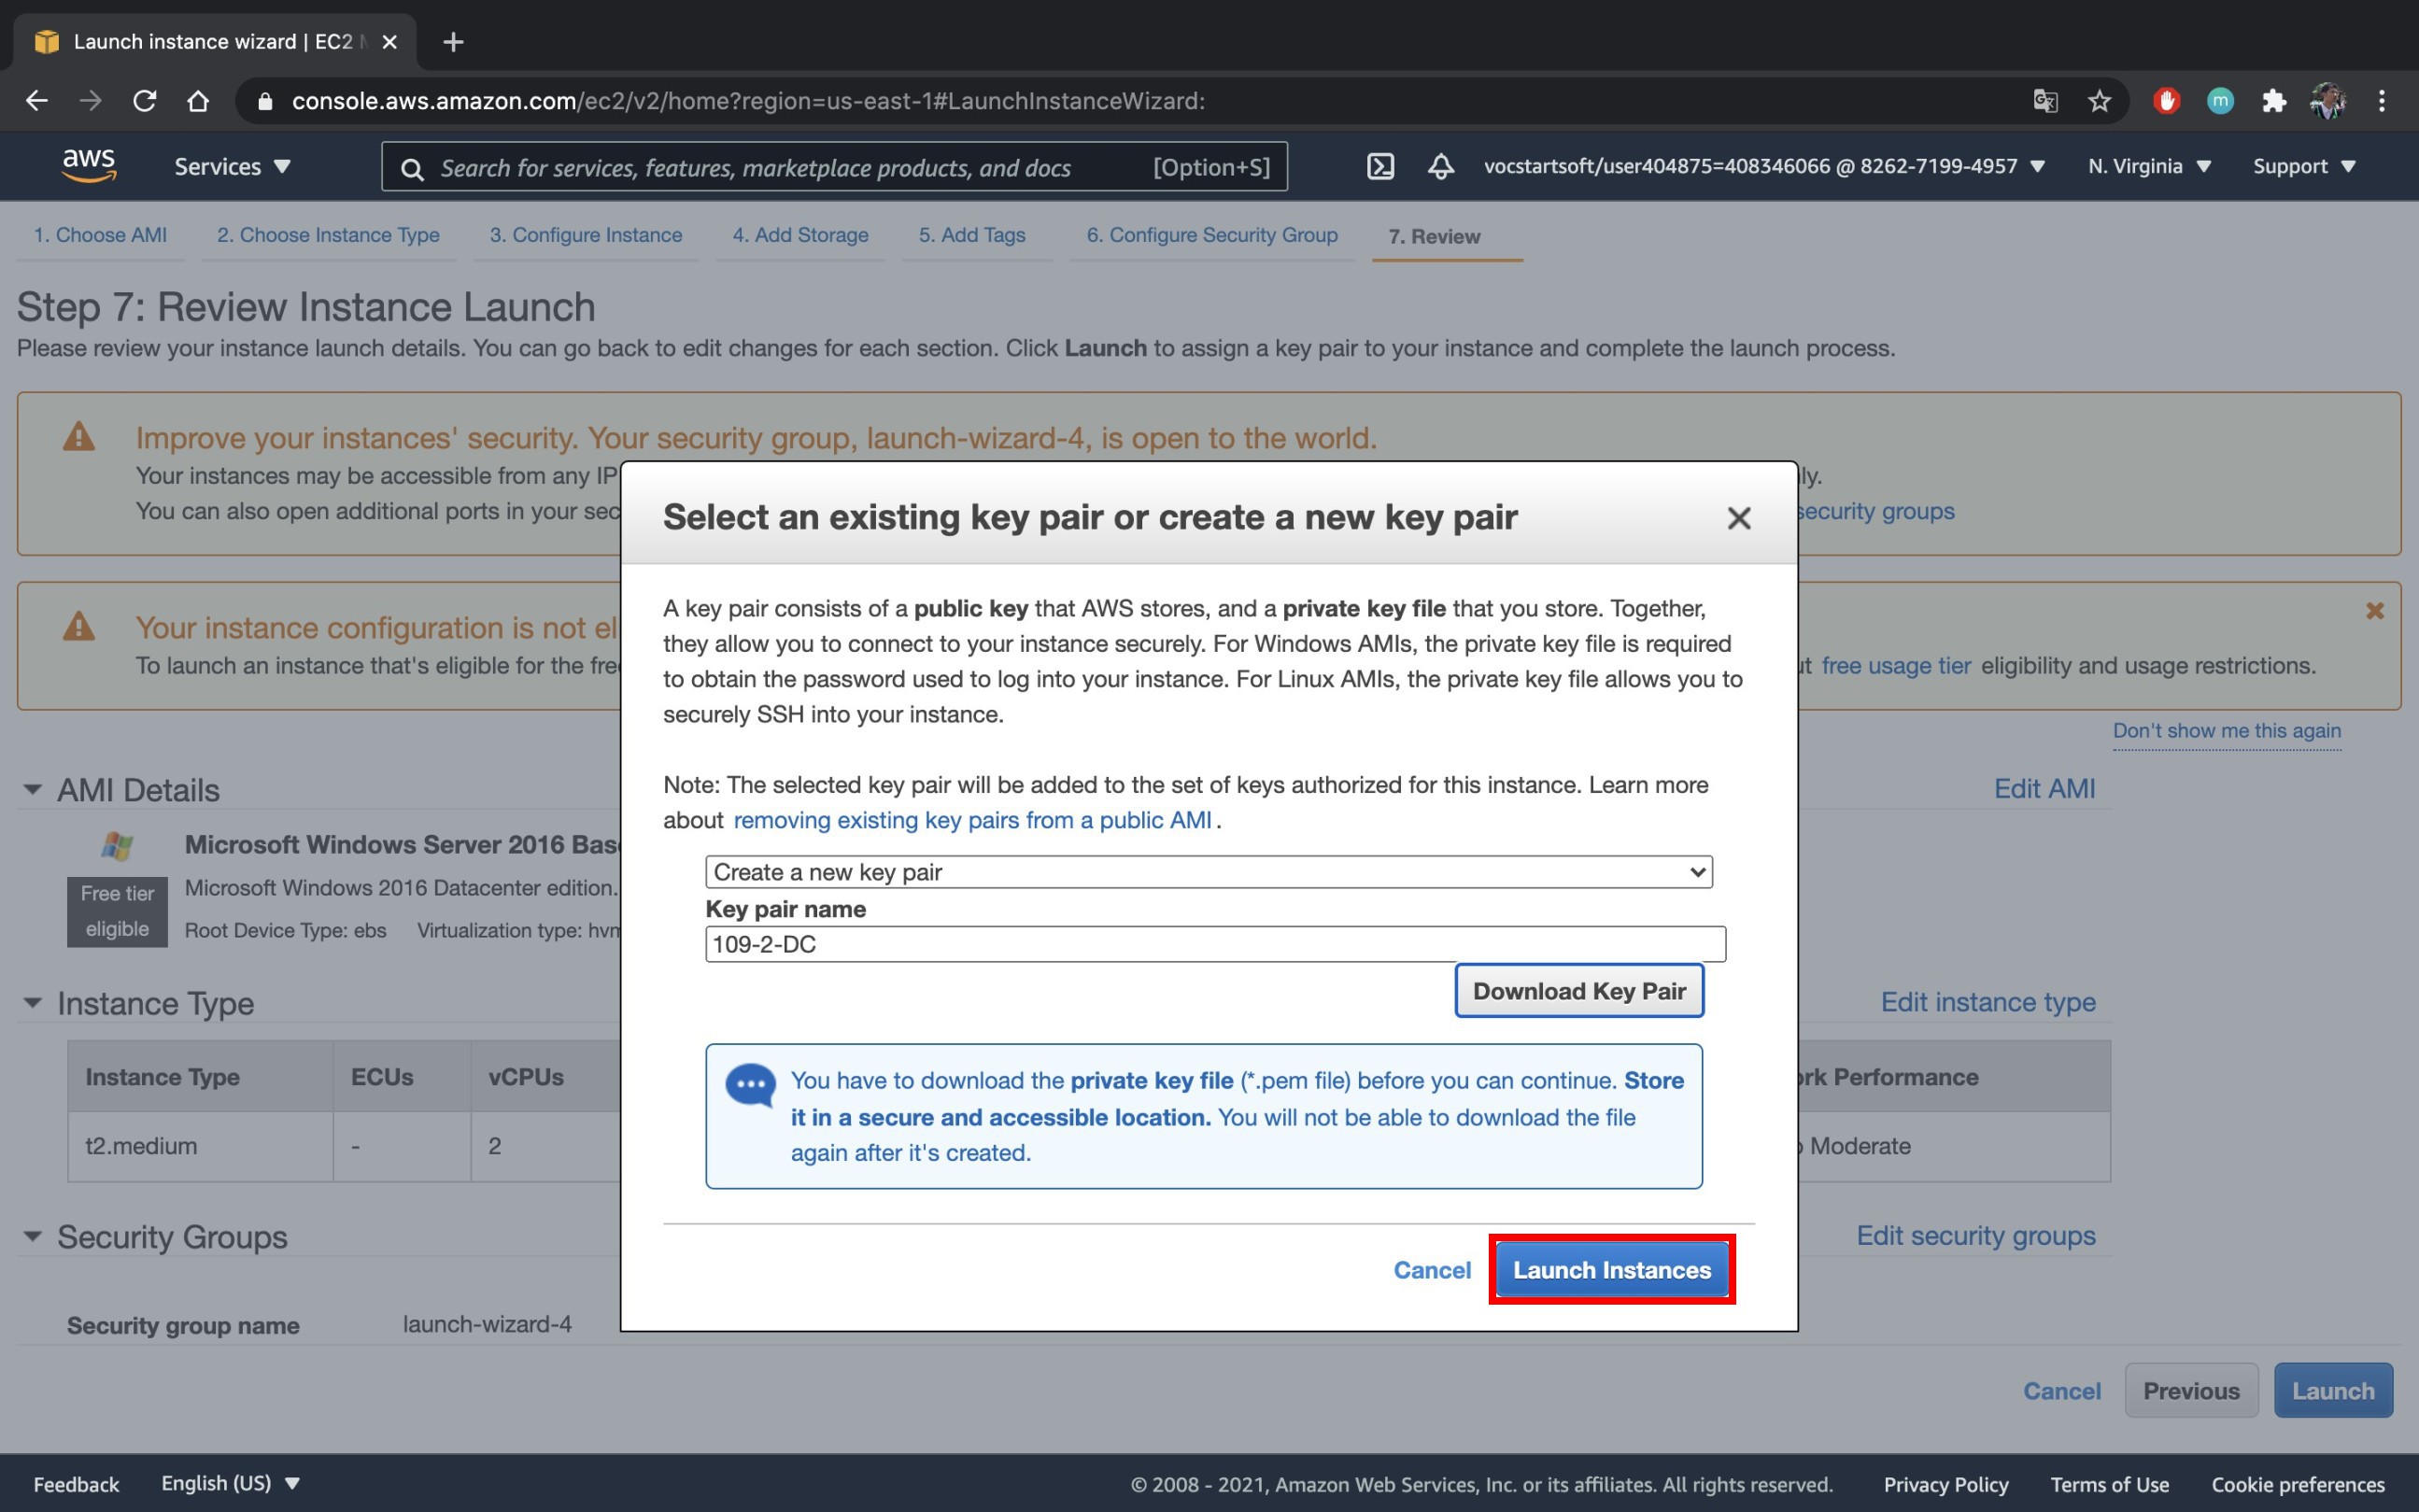 Launch instance wizard | EC2 M
console.aws.amazon.com/ec2/v2/home?region=us-east-1#LaunchInstanceWizard:
m
aws
Services
Search for services, features, marketplace products, and docs [Option+S]
vocstartsoft/user404875=408346066 @ 8262-7199-4957
N. Virginia
Support
1. Choose AMI 2. Choose Instance Type 3. Configure Instance 4. Add Storage 5. Add Tags 6. Configure Security Group 7. Review
Step 7: Review Instance Launch
Please review your instance launch details. You can go back to edit changes for each section. Click Launch to assign a key pair to your instance and complete the launch process.
Improve your instances' security. Your security group, launch-wizard-4, is open to the world.
Your instances may be accessible from any IP
ly.
You can also open additional ports in your sec
security groups
Your instance configuration is not el
To launch an instance that's eligible for the fre
ut free usage tier eligibility and usage restrictions.
Don't show me this again
AMI Details
Edit AMI
Microsoft Windows Server 2016 Bas
Free tier
eligible
Microsoft Windows 2016 Datacenter edition.
Root Device Type: ebs Virtualization type: hvm
Instance Type
Edit instance type
Instance Type ECUs vCPUs
ork Performance
t2.medium - 2
o Moderate
Security Groups
Edit security groups
Security group name launch-wizard-4
Select an existing key pair or create a new key pair
A key pair consists of a public key that AWS stores, and a private key file that you store. Together,
they allow you to connect to your instance securely. For Windows AMIs, the private key file is required
to obtain the password used to log into your instance. For Linux AMIs, the private key file allows you to
securely SSH into your instance.
Note: The selected key pair will be added to the set of keys authorized for this instance. Learn more
about removing existing key pairs from a public AMI .
Create a new key pair
Key pair name
109-2-DC
Download Key Pair
You have to download the private key file (*.pem file) before you can continue. Store
it in a secure and accessible location. You will not be able to download the file
again after it's created.
Cancel Launch Instances
Cancel Previous Launch
Feedback English (US)
© 2008 - 2021, Amazon Web Services, Inc. or its affiliates. All rights reserved. Privacy Policy Terms of Use Cookie preferences